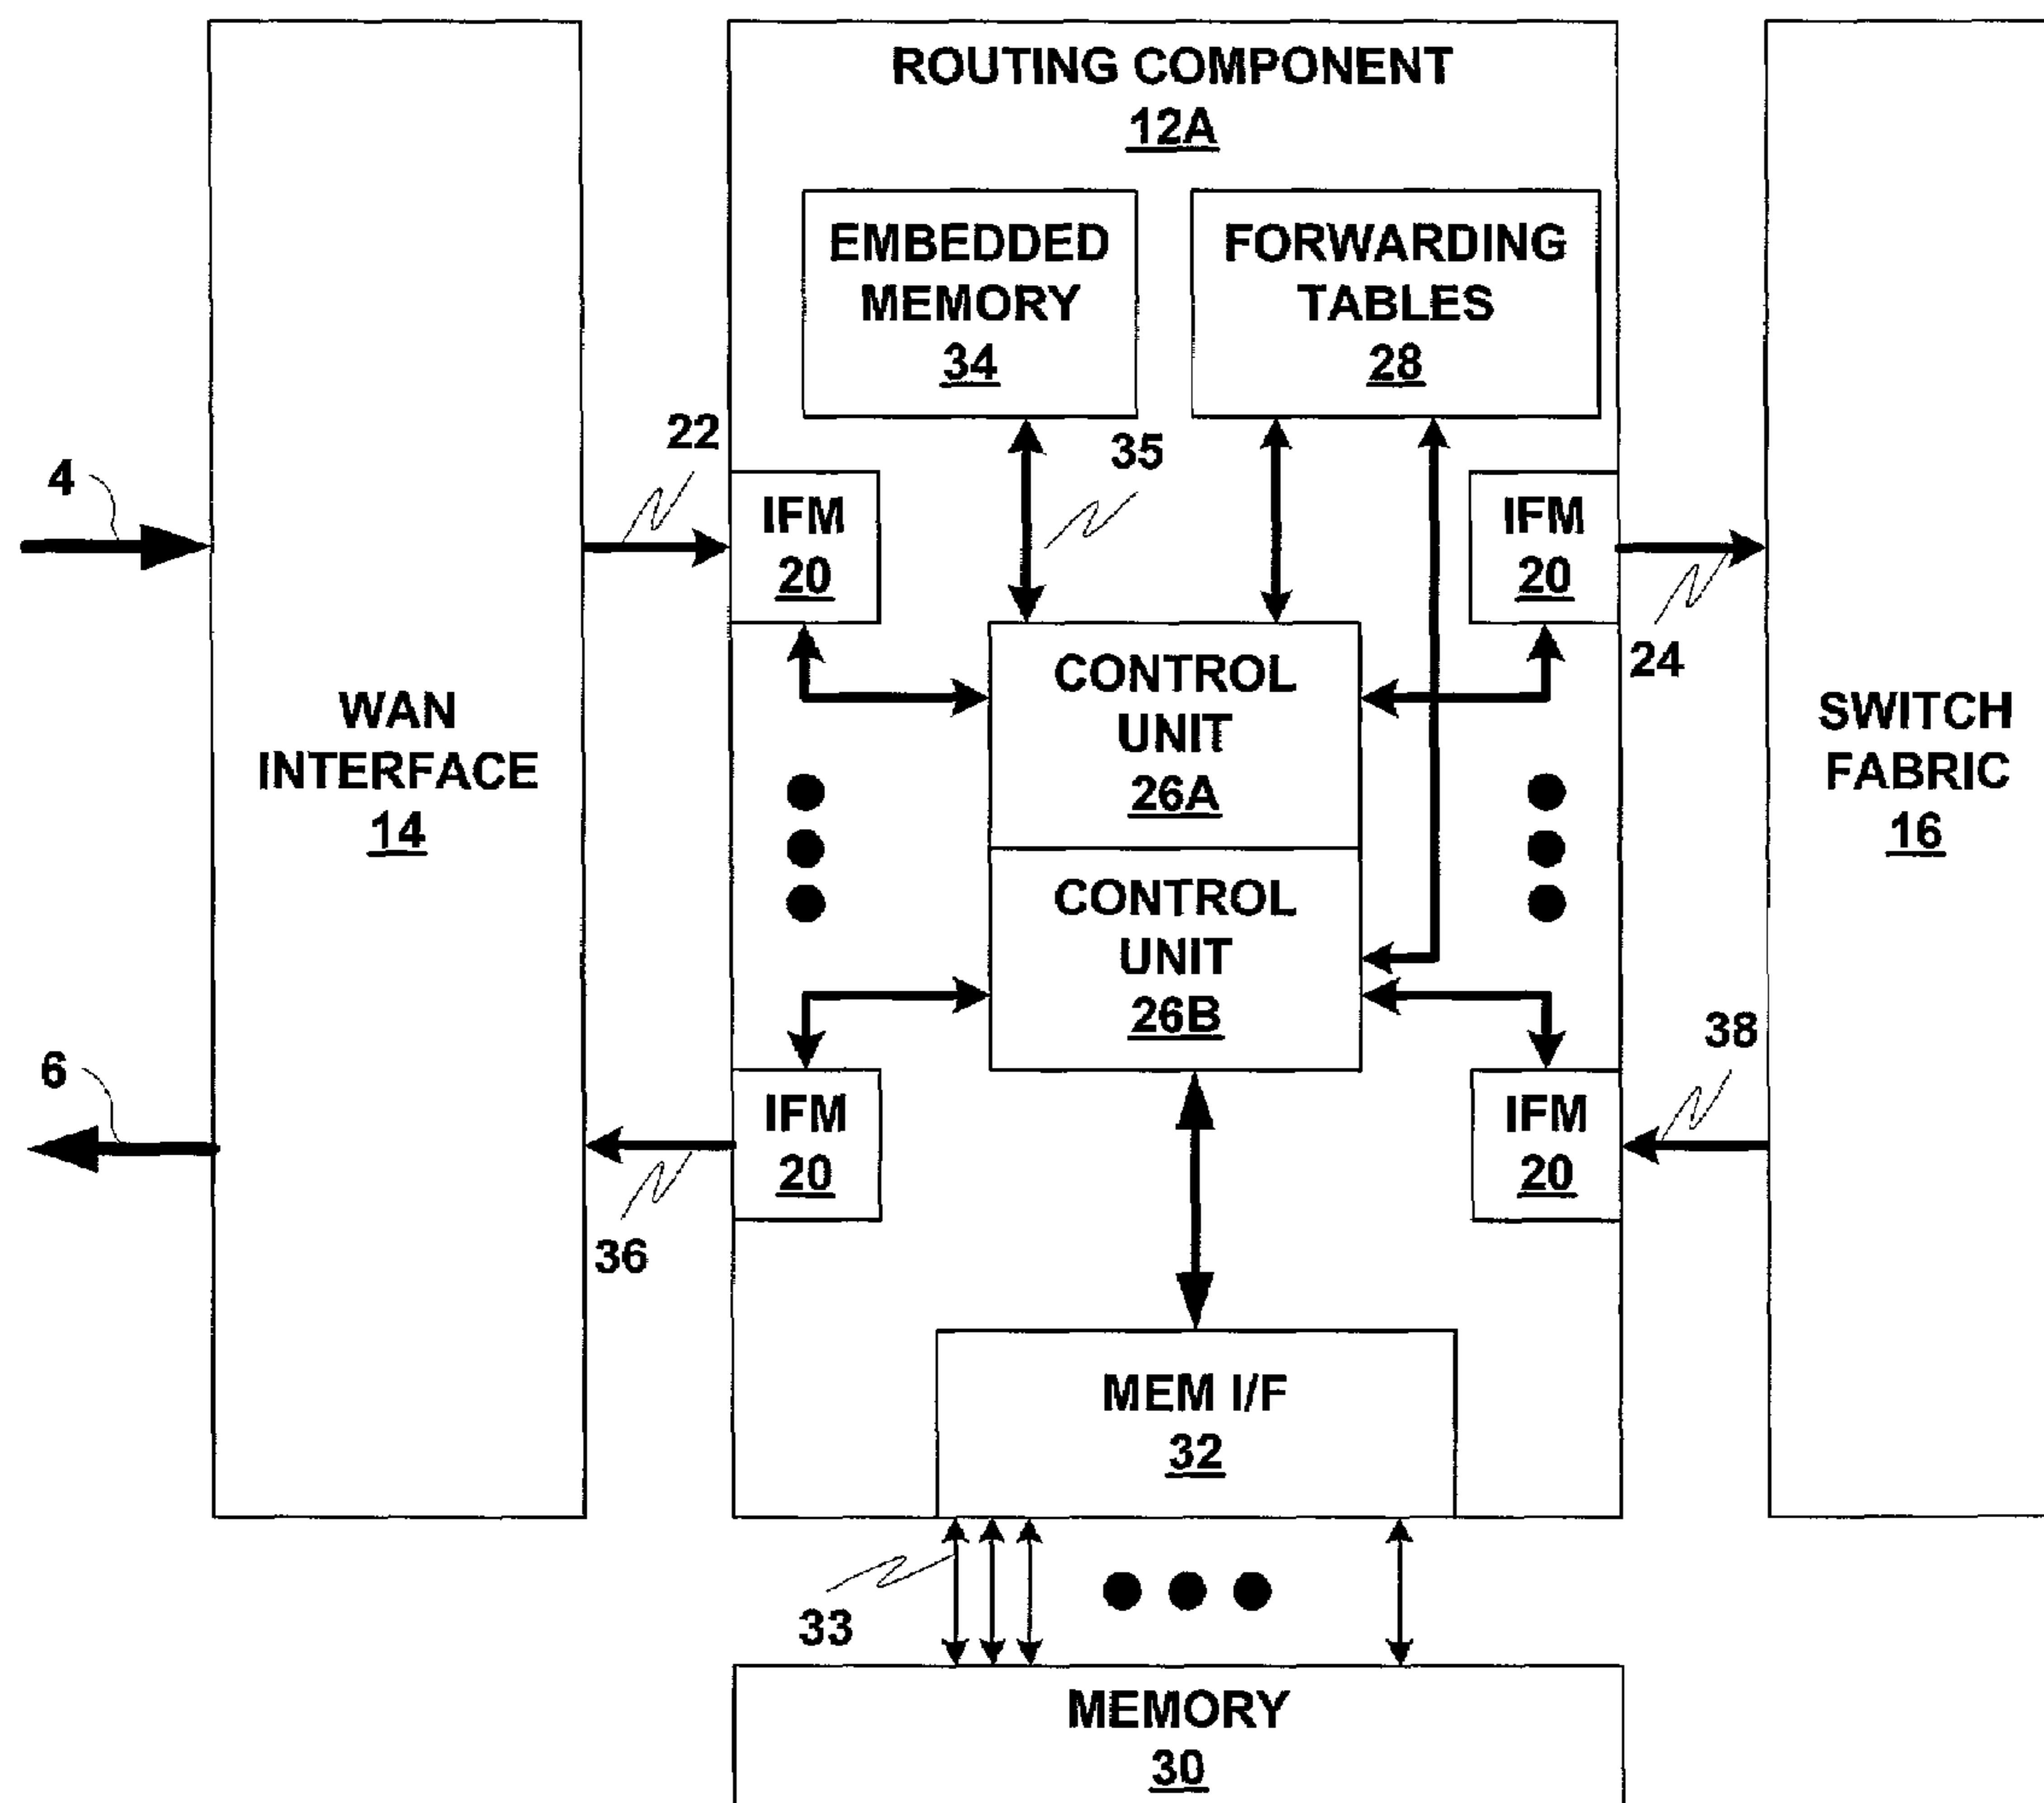 ROUTING COMPONENT
12A
EMBEDDED
MEMORY
34
FORWARDING
TABLES
28
22
35
4
IFM
20
IFM
20
24
WAN
INTERFACE
14
CONTROL
UNIT
26A
SWITCH
FABRIC
16
CONTROL
UNIT
26B
38
6
IFM
20
IFM
20
36
MEM I/F
32
33
MEMORY
30